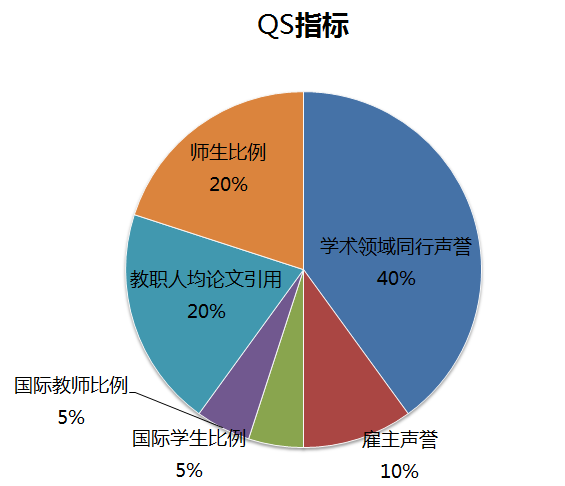 QS指标
师生比例
20%
学术领域同行声誉
40%
教职人均论文引用
20%
国际教师比例
5%
国际学生比例
5%
雇主声誉
10%